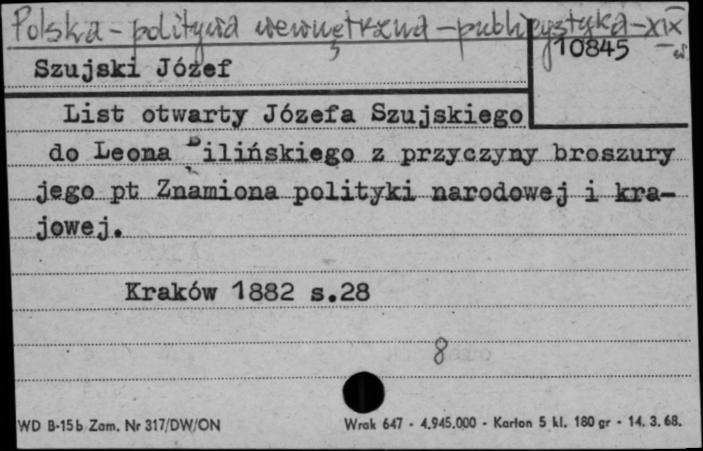 Polska - polityka wewnętrzna - publicystyka - XIX w.
10845
Szujski Józef
List otwarty Józefa Szujskiego
do Leona Bilińskiego z przyczyny broszury
jego pt Znamiona polityki narodowej i kra-
jowej.
Kraków 1882 s.28
8
WD B-15b Zam. Nr 317/DW/ON
Wrak 647 - 4.945.000 - Karton 5 kl. 180 gr - 14. 3. 68.